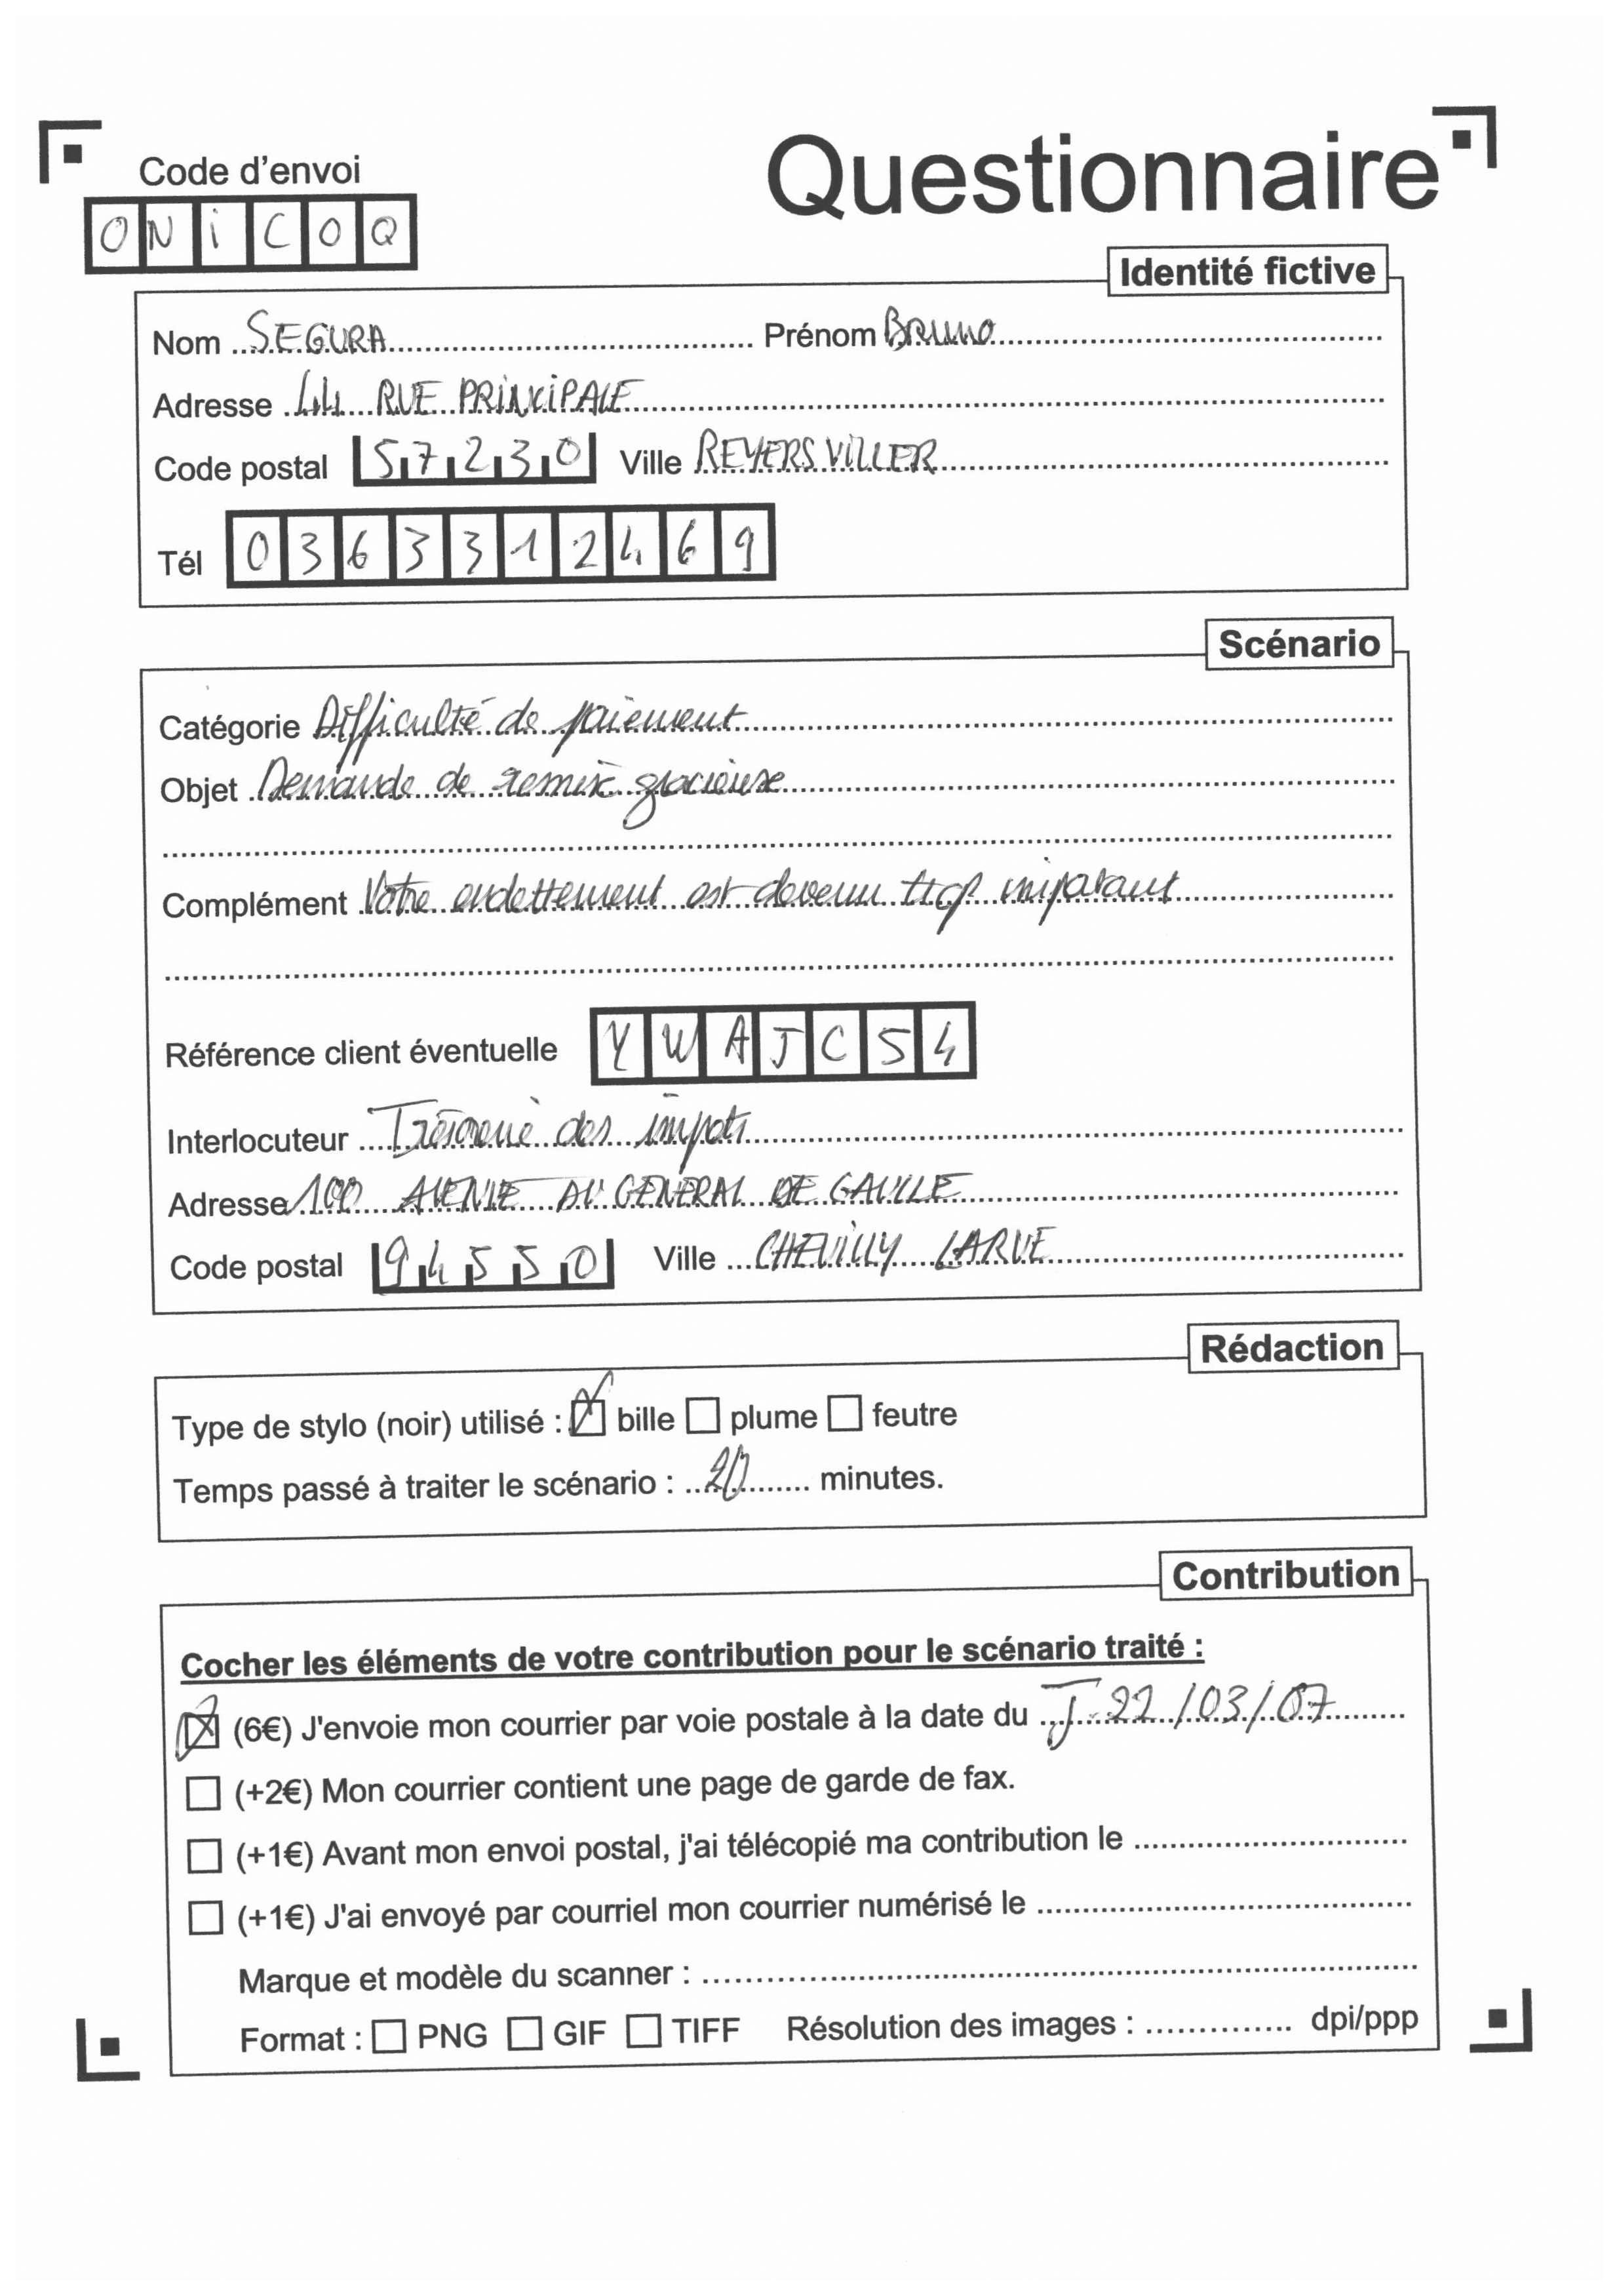 Code d'envoi
Questionnaire
O N i C O Q
Identité fictive
Nom SEGURA Prénom Bruno
Adresse 44 RUE PRINCIPALE
Code postal 57230 Ville REYERSVILLER
Tél 0363312469
Scénario
Catégorie Difficulté de paiement
Objet Demande de remise gracieuse
Complément Votre endettement est devenu trop important
Référence client éventuelle YWAJC54
Interlocuteur Trésorerie des impots
Adresse 100 AVENUE DU GENERAL DE GAULLE
Code postal 94550 Ville CHEVILLY LARUE
Rédaction
Type de stylo (noir) utilisé : bille plume feutre
Temps passé à traiter le scénario : 20 minutes.
Contribution
Cocher les éléments de votre contribution pour le scénario traité :
(6€) J'envoie mon courrier par voie postale à la date du J 22/03/07
(+2€) Mon courrier contient une page de garde de fax.
(+1€) Avant mon envoi postal, j'ai télécopié ma contribution le
(+1€) J'ai envoyé par courriel mon courrier numérisé le
Marque et modèle du scanner :
Format : PNG GIF TIFF Résolution des images : dpi/ppp